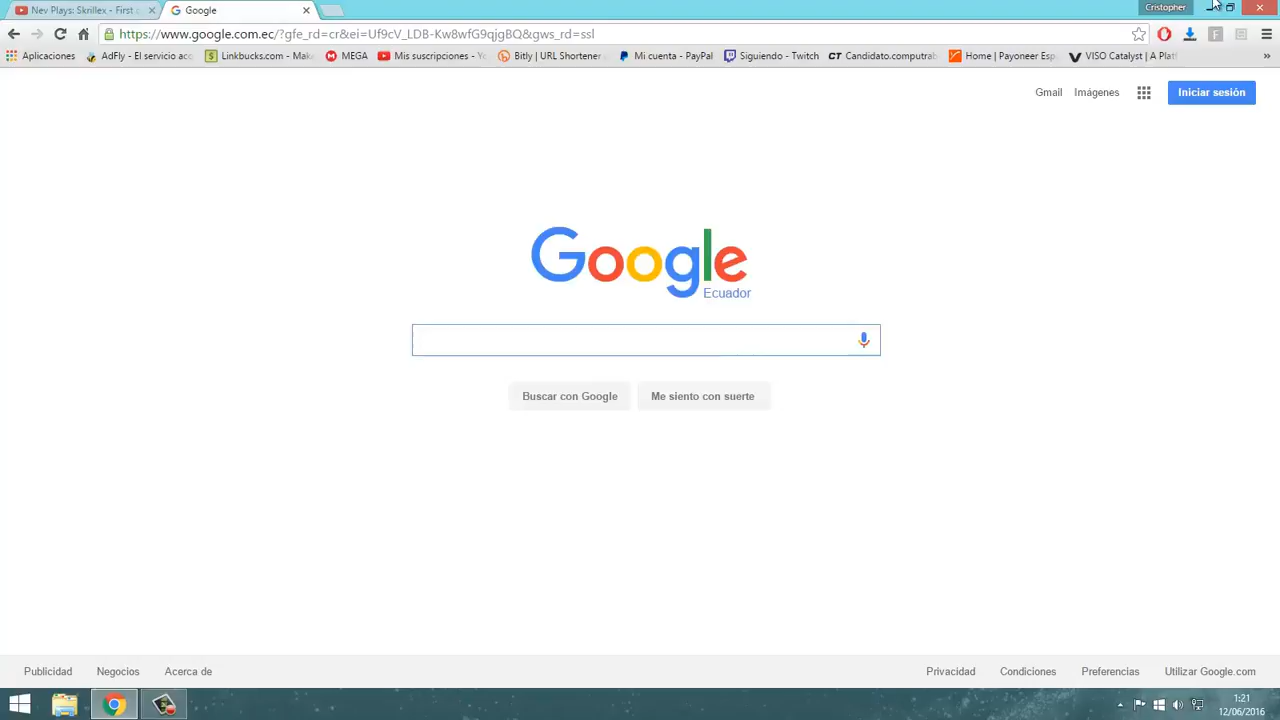 Nev Plays: Skrillex - First o
Google
Cristopher
https://www.google.com.ec/?gfe_rd=cr&ei=Uf9cV_LDB-Kw8wfG9qjgBQ&gws_rd=ssl
Aplicaciones
AdFly - El servicio acc
Linkbucks.com - Make
MEGA
Mis suscripciones - Yo
Bitly | URL Shortener
Mi cuenta - PayPal
Siguiendo - Twitch
Candidato.computrab
Home | Payoneer Esp
VISO Catalyst | A Plat
Gmail
Imágenes
Iniciar sesión
Google
Ecuador
Buscar con Google
Me siento con suerte
Publicidad
Negocios
Acerca de
Privacidad
Condiciones
Preferencias
Utilizar Google.com
1:21
12/06/2016